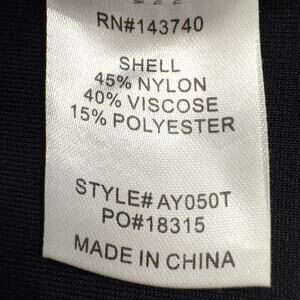 RN#143740
SHELL
45% NYLON
40% VISCOSE
15% POLYESTER
STYLE# AY050T
PO#18315
MADE IN CHINA